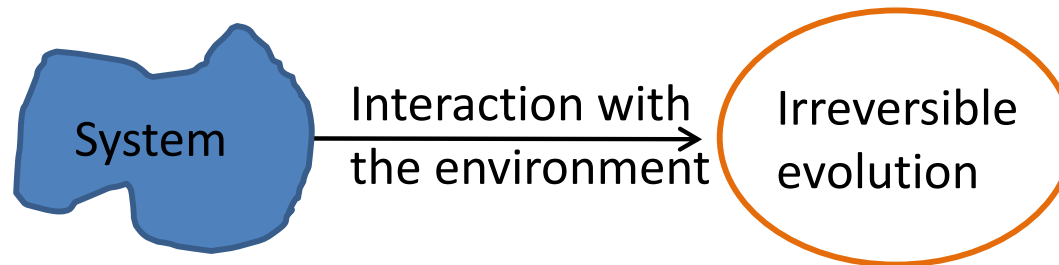 System
Interaction with
the environment
Irreversible
evolution